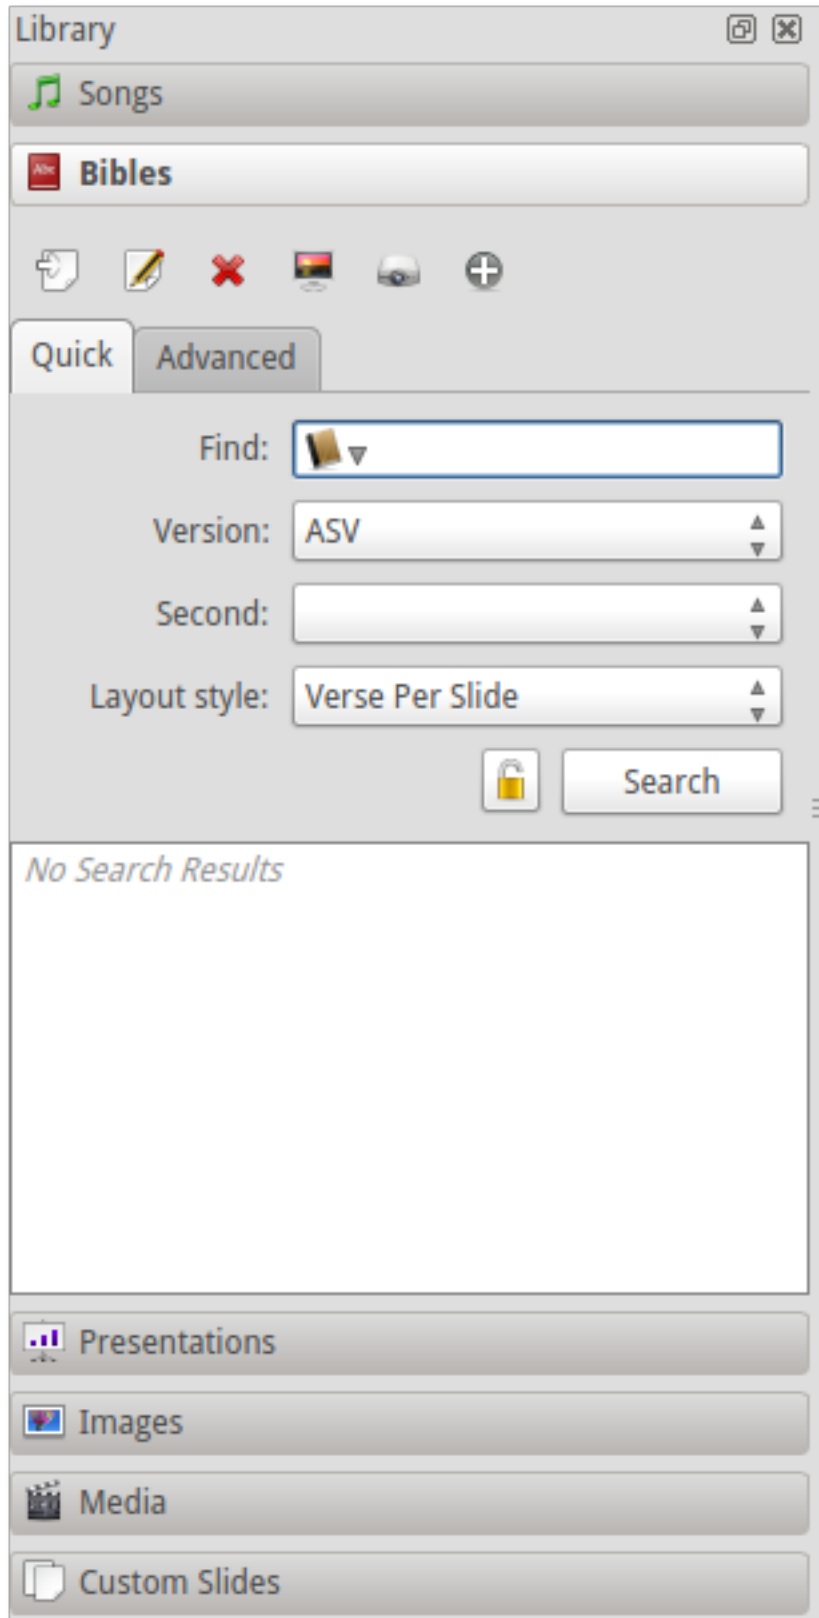 Library
Songs
Abc
Bibles
Quick Advanced
Find:
Version: ASV
Second:
Layout style: Verse Per Slide
Search
No Search Results
Presentations
Images
Media
Custom Slides